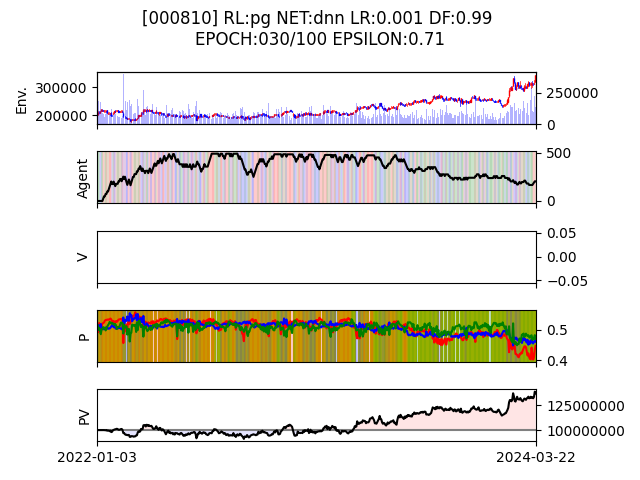 [000810] RL:pg NET:dnn LR:0.001 DF:0.99
EPOCH:030/100 EPSILON:0.71
Env.
300000
200000
250000
0
Agent
500
0
V
0.05
0.00
−0.05
P
0.5
0.4
PV
125000000
100000000
2022-01-03
2024-03-22